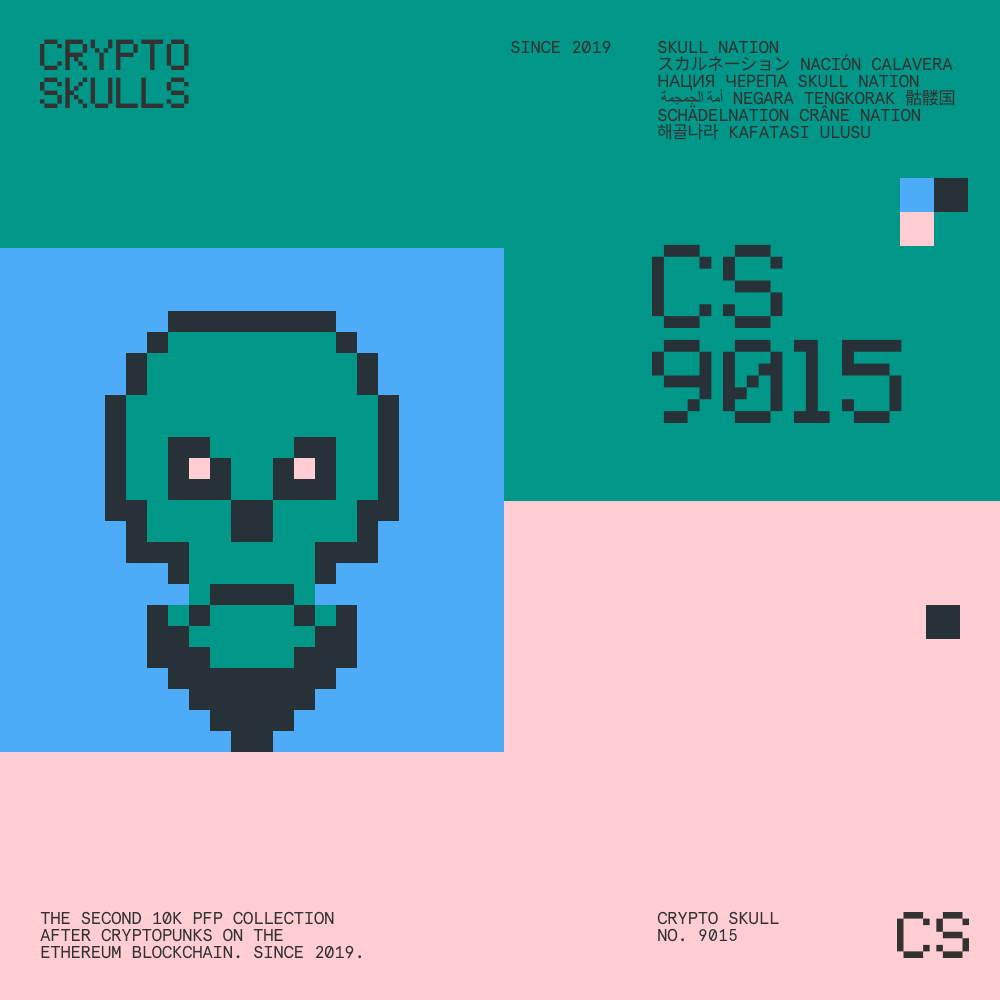 CRYPTO
SKULLS
SINCE 2019
SKULL NATION
スカルネーション NACIÓN CALAVERA
НАЦИЯ ЧЕРЕПА SKULL NATION
أمة الجمجمة NEGARA TENGKORAK 骷髅国
SCHÄDELNATION CRÂNE NATION
해골나라 KAFATASI ULUSU
CS
9015
THE SECOND 10K PFP COLLECTION
AFTER CRYPTOPUNKS ON THE
ETHEREUM BLOCKCHAIN. SINCE 2019.
CRYPTO SKULL
NO. 9015
CS